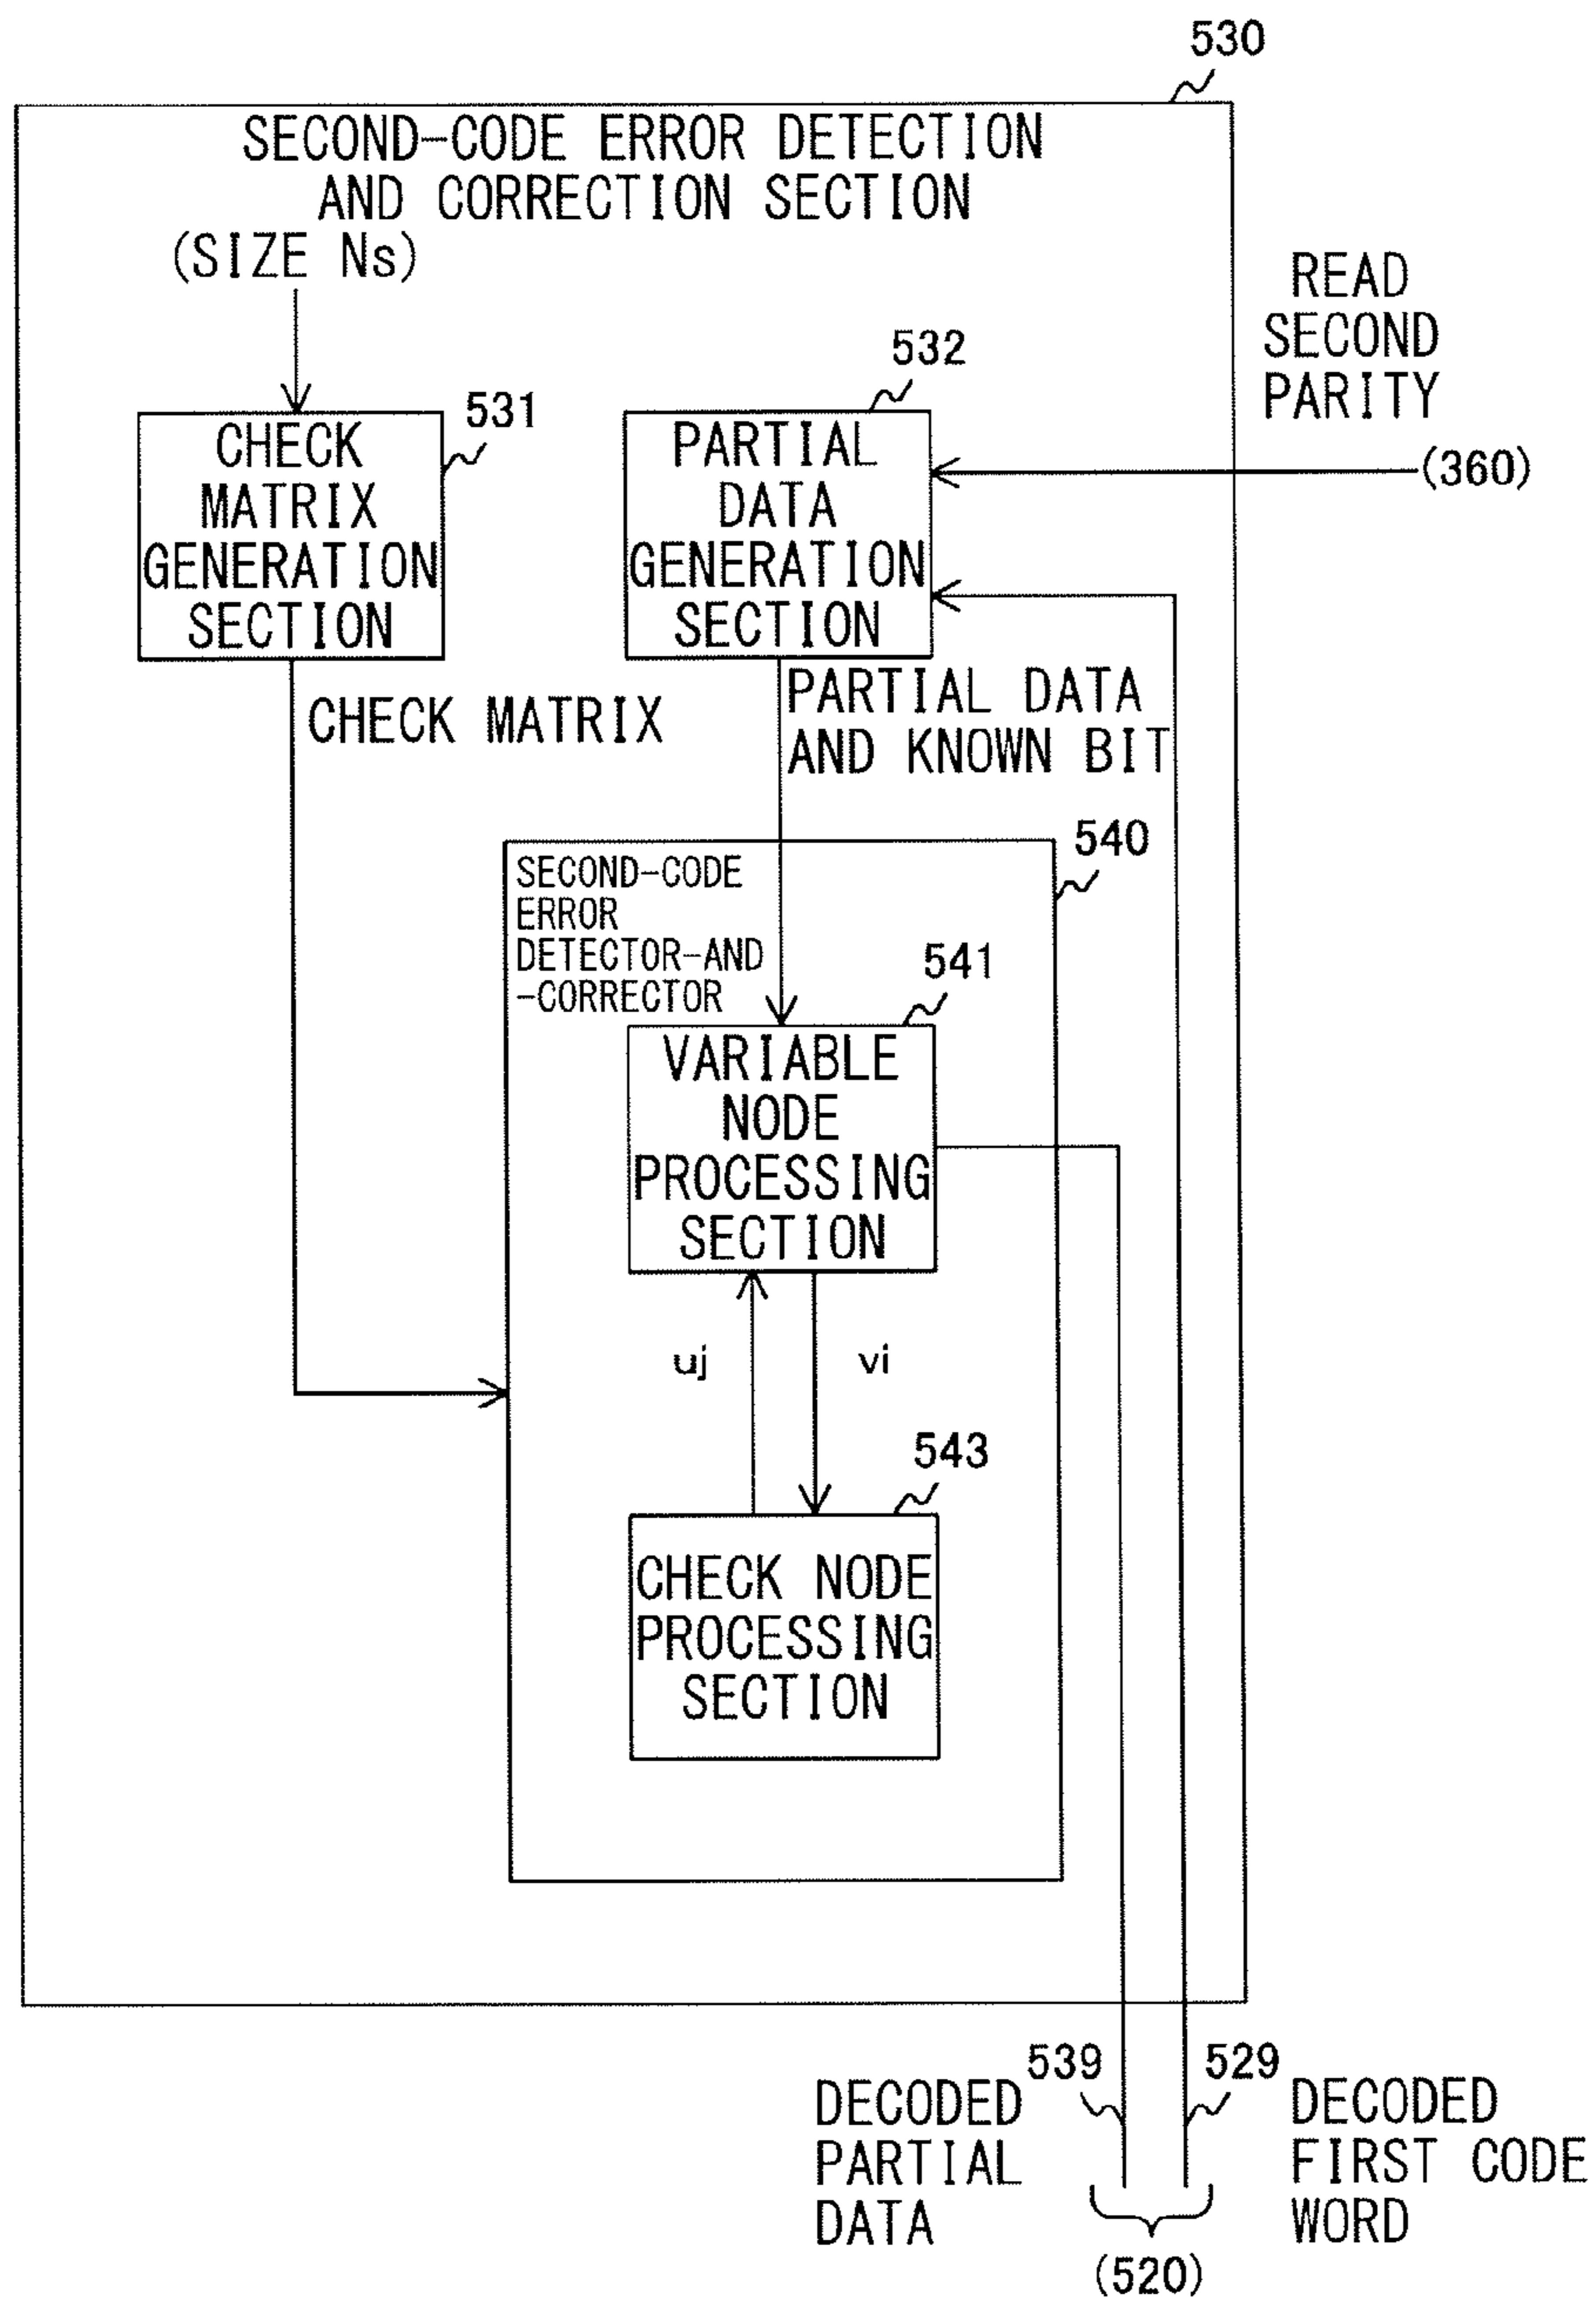 530
SECOND-CODE ERROR DETECTION
AND CORRECTION SECTION
(SIZE Ns)
READ
SECOND
PARITY
(360)
531
CHECK
MATRIX
GENERATION
SECTION
532
PARTIAL
DATA
GENERATION
SECTION
CHECK MATRIX
PARTIAL DATA
AND KNOWN BIT
540
SECOND-CODE
ERROR
DETECTOR-AND
-CORRECTOR
541
VARIABLE
NODE
PROCESSING
SECTION
uj
vi
543
CHECK NODE
PROCESSING
SECTION
539
529
DECODED
PARTIAL
DATA
DECODED
FIRST CODE
WORD
(520)